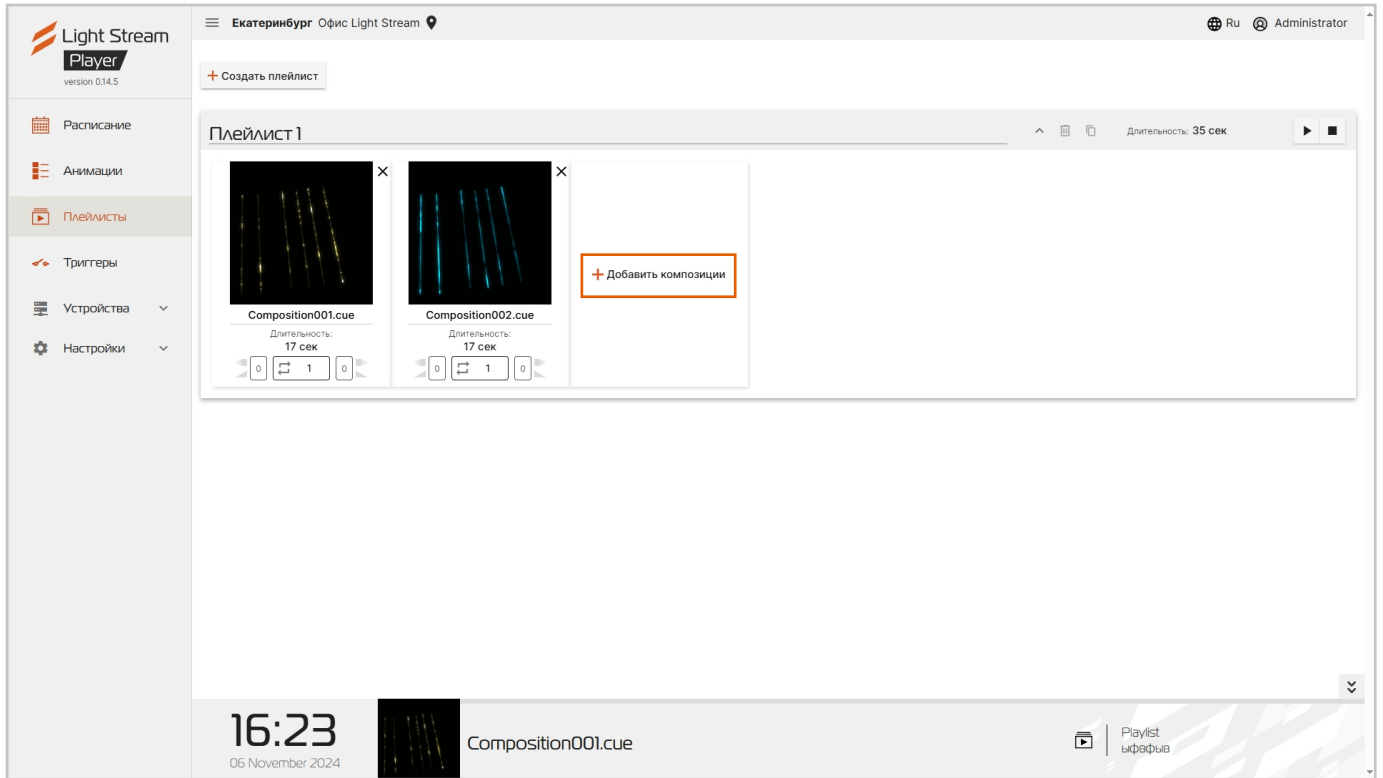 Light Stream
Player
version 0.14.5
Екатеринбург Офис Light Stream
Ru
Administrator
Расписание
Анимации
Плейлисты
Триггеры
Устройства
Настройки
+ Создать плейлист
Плейлист 1
Длительность: 35 сек
Composition001.cue
Длительность:
17 сек
0 1 0
Composition002.cue
Длительность:
17 сек
0 1 0
+ Добавить композиции
16:23
06 November 2024
Composition001.cue
Playlist
ыфвфыв